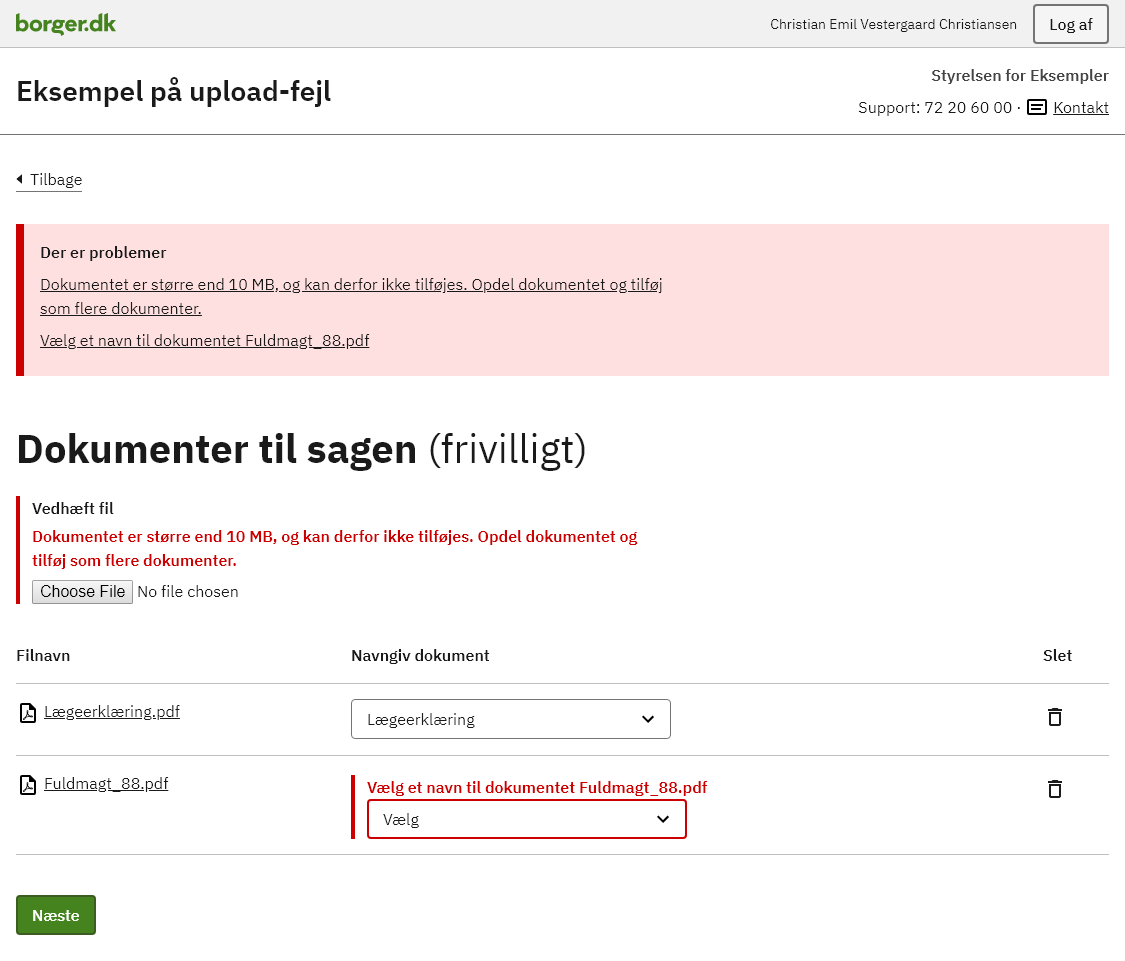 borger.dk
Christian Emil Vestergaard Christiansen
Log af
Eksempel på upload-fejl
Styrelsen for Eksempler
Support: 72 20 60 00 · Kontakt
Tilbage
Der er problemer
Dokumentet er større end 10 MB, og kan derfor ikke tilføjes. Opdel dokumentet og tilføj
som flere dokumenter.
Vælg et navn til dokumentet Fuldmagt_88.pdf
Dokumenter til sagen (frivilligt)
Vedhæft fil
Dokumentet er større end 10 MB, og kan derfor ikke tilføjes. Opdel dokumentet og
tilføj som flere dokumenter.
Choose File No file chosen
Filnavn Navngiv dokument Slet
Lægeerklæring.pdf Lægeerklæring
Fuldmagt_88.pdf Vælg et navn til dokumentet Fuldmagt_88.pdf
Vælg
Næste